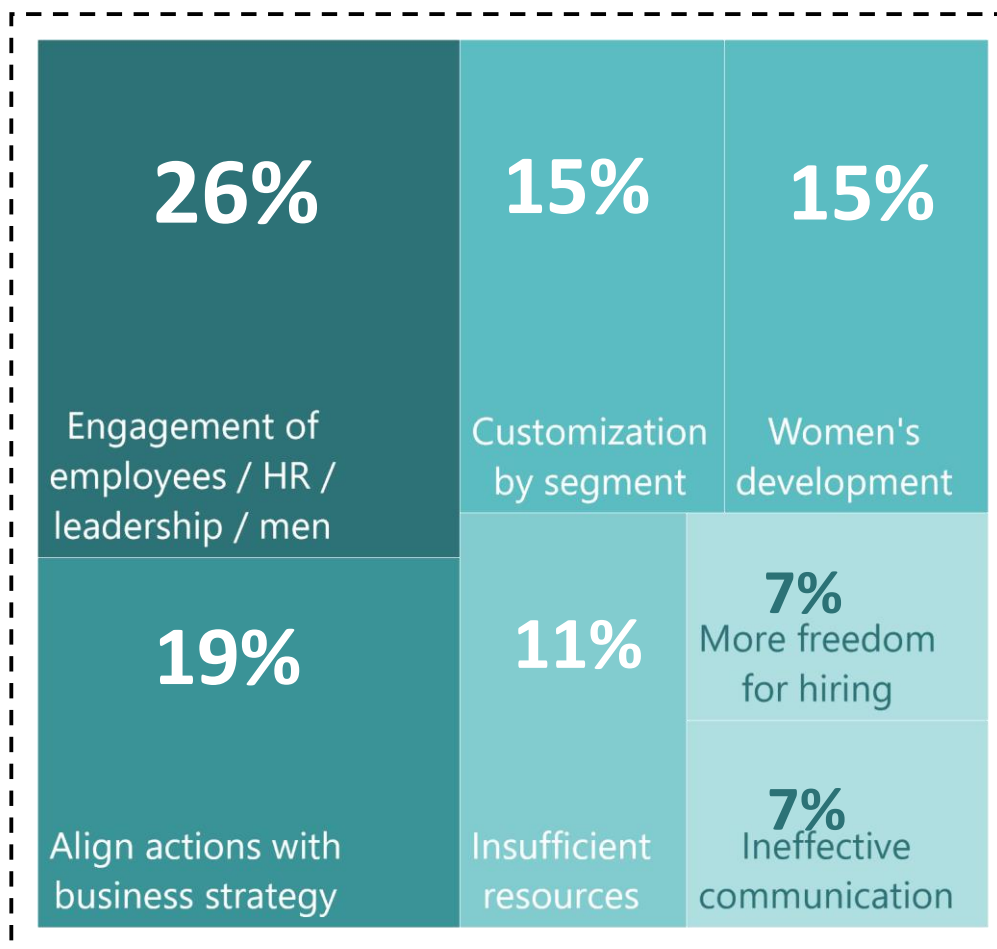 26%
Engagement of
employees / HR /
leadership / men
15%
Customization
by segment
15%
Women's
development
19%
Align actions with
business strategy
11%
Insufficient
resources
7%
More freedom
for hiring
7%
Ineffective
communication